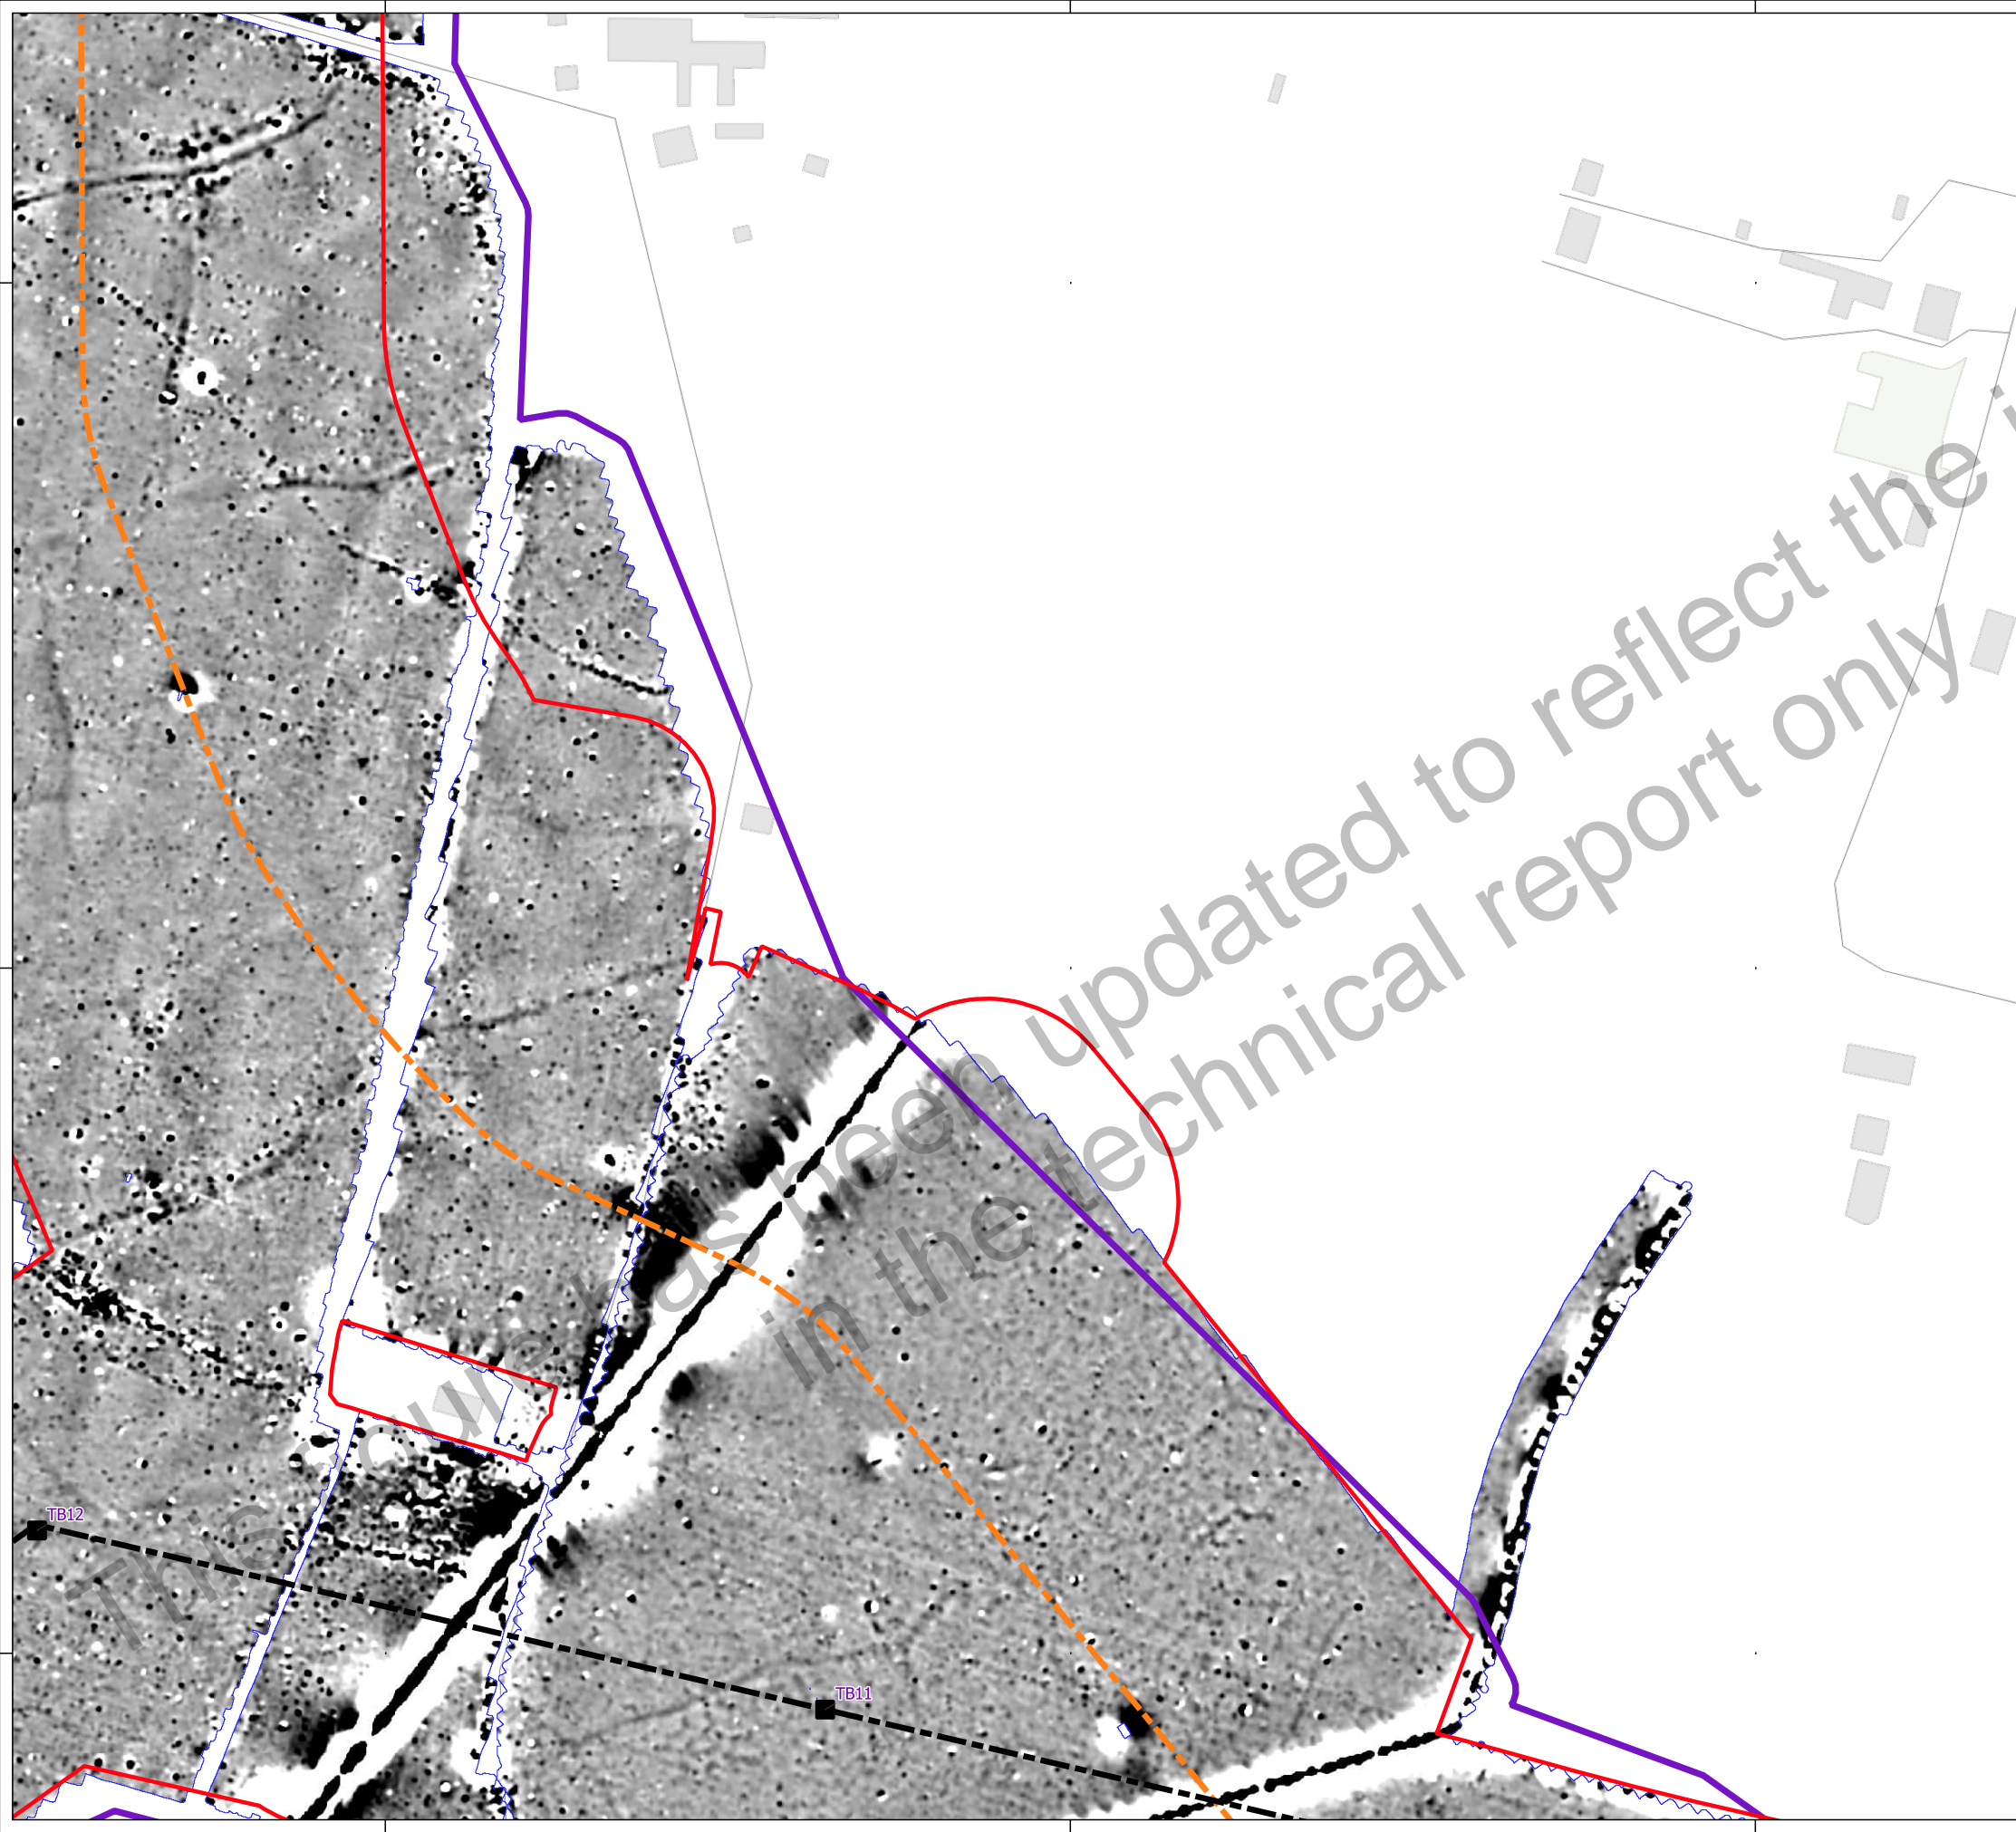 This figure has been updated to reflect the
in the technical report only
TB12
TB11